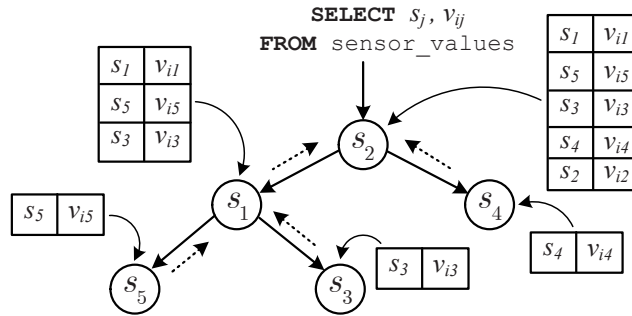 SELECT s_j, v_ij
FROM sensor_values
s_1 v_i1
s_5 v_i5
s_3 v_i3
s_1 v_i1
s_5 v_i5
s_3 v_i3
s_4 v_i4
s_2 v_i2
s_2
s_1
s_4
s_5 v_i5
s_4 v_i4
s_3 v_i3
s_5
s_3